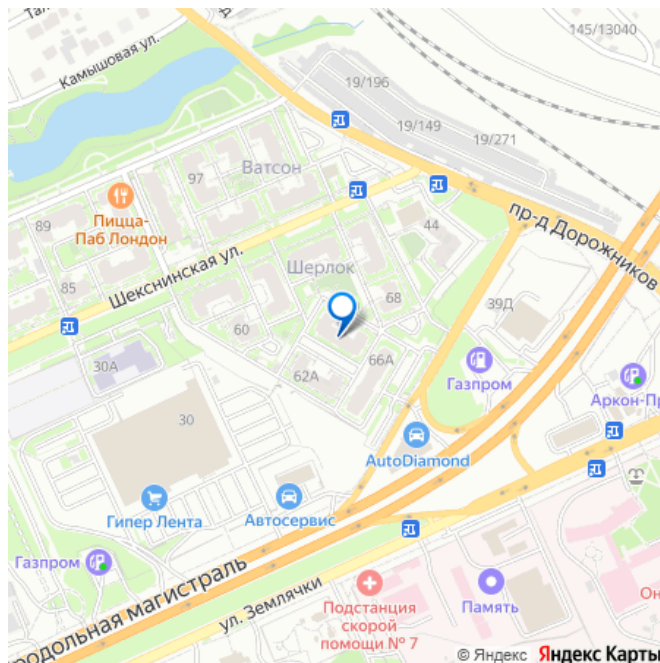 145/13040
Камышовая ул.
19/196
19/149
19/271
97
Ватсон
Пицца-
Паб Лондон
89
44
пр-д Дорожников
Шекснинская ул.
Шерлок
85
68
39Д
60
66А
30А
62А
Газпром
Аркон-Пр
30
AutoDiamond
Гипер Лента
Автосервис
Газпром
родольная магистраль
ул. Землячки
Подстанция
скорой
помощи № 7
Память
Он
© Яндекс Яндекс Карты